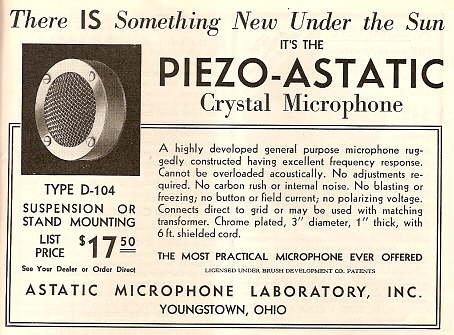 There IS Something New Under the Sun
IT'S THE
PIEZO-ASTATIC
Crystal Microphone
TYPE D-104
SUSPENSION OR
STAND MOUNTING
LIST PRICE $17 50
See Your Dealer or Order Direct
A highly developed general purpose microphone rug-
gedly constructed having excellent frequency response.
Cannot be overloaded acoustically. No adjustments re-
quired. No carbon rush or internal noise. No blasting or
freezing; no button or field current; no polarizing voltage.
Connects direct to grid or may be used with matching
transformer. Chrome plated, 3" diameter, 1" thick, with
6 ft. shielded cord.
THE MOST PRACTICAL MICROPHONE EVER OFFERED
LICENSED UNDER BRUSH DEVELOPMENT CO. PATENTS
ASTATIC MICROPHONE LABORATORY, INC.
YOUNGSTOWN, OHIO